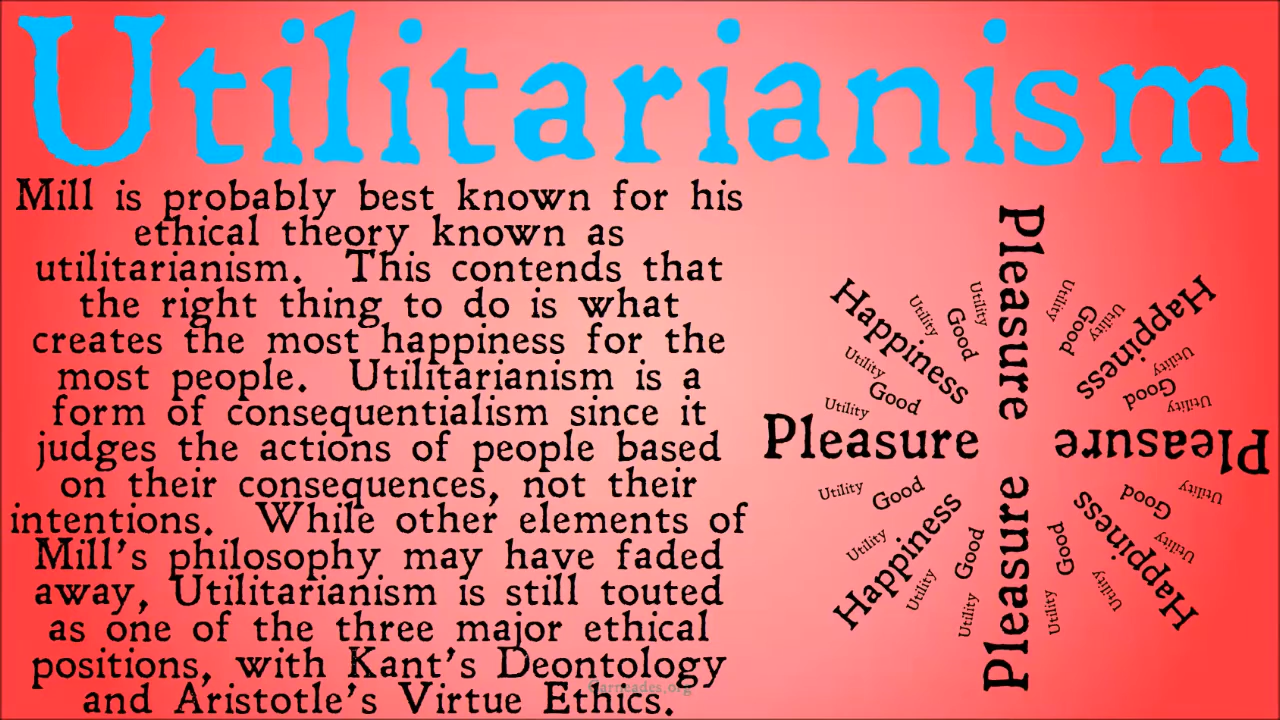 Utilitarianism
Mill is probably best known for his
ethical theory known as
utilitarianism.  This contends that
the right thing to do is what
creates the most happiness for the
most people.  Utilitarianism is a
form of consequentialism since it
judges the actions of people based
on their consequences, not their
intentions.  While other elements of
Mill's philosophy may have faded
away, Utilitarianism is still touted
as one of the three major ethical
positions, with Kant's Deontology
and Aristotle's Virtue Ethics.
Carneades.org
Pleasure
Utility
Good
Utility
Happiness
Utility
Good
Utility
Pleasure
Utility
Good
Utility
Happiness
Utility
Good
Utility
Pleasure
Utility
Good
Utility
Happiness
Utility
Good
Utility
Pleasure
Utility
Good
Utility
Happiness
Utility
Good
Utility